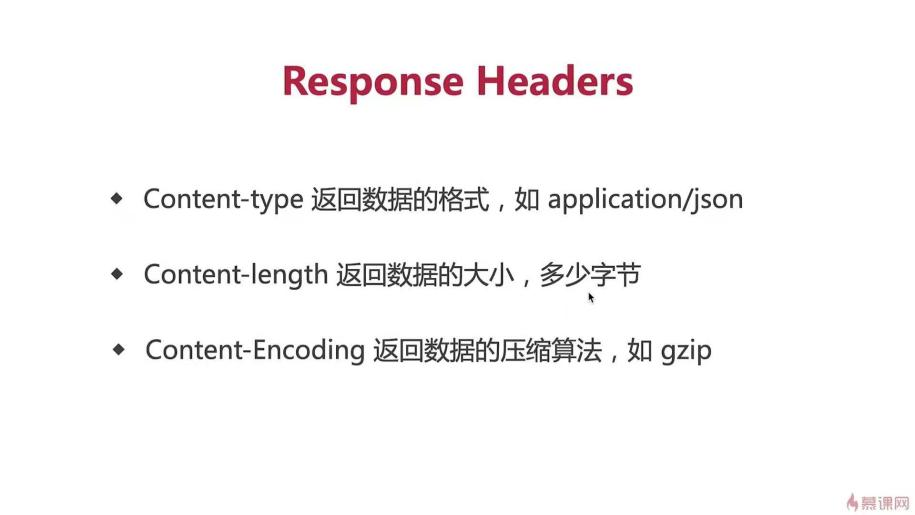 Response Headers
Content-type 返回数据的格式，如 application/json
Content-length 返回数据的大小，多少字节
Content-Encoding 返回数据的压缩算法，如 gzip
慕课网